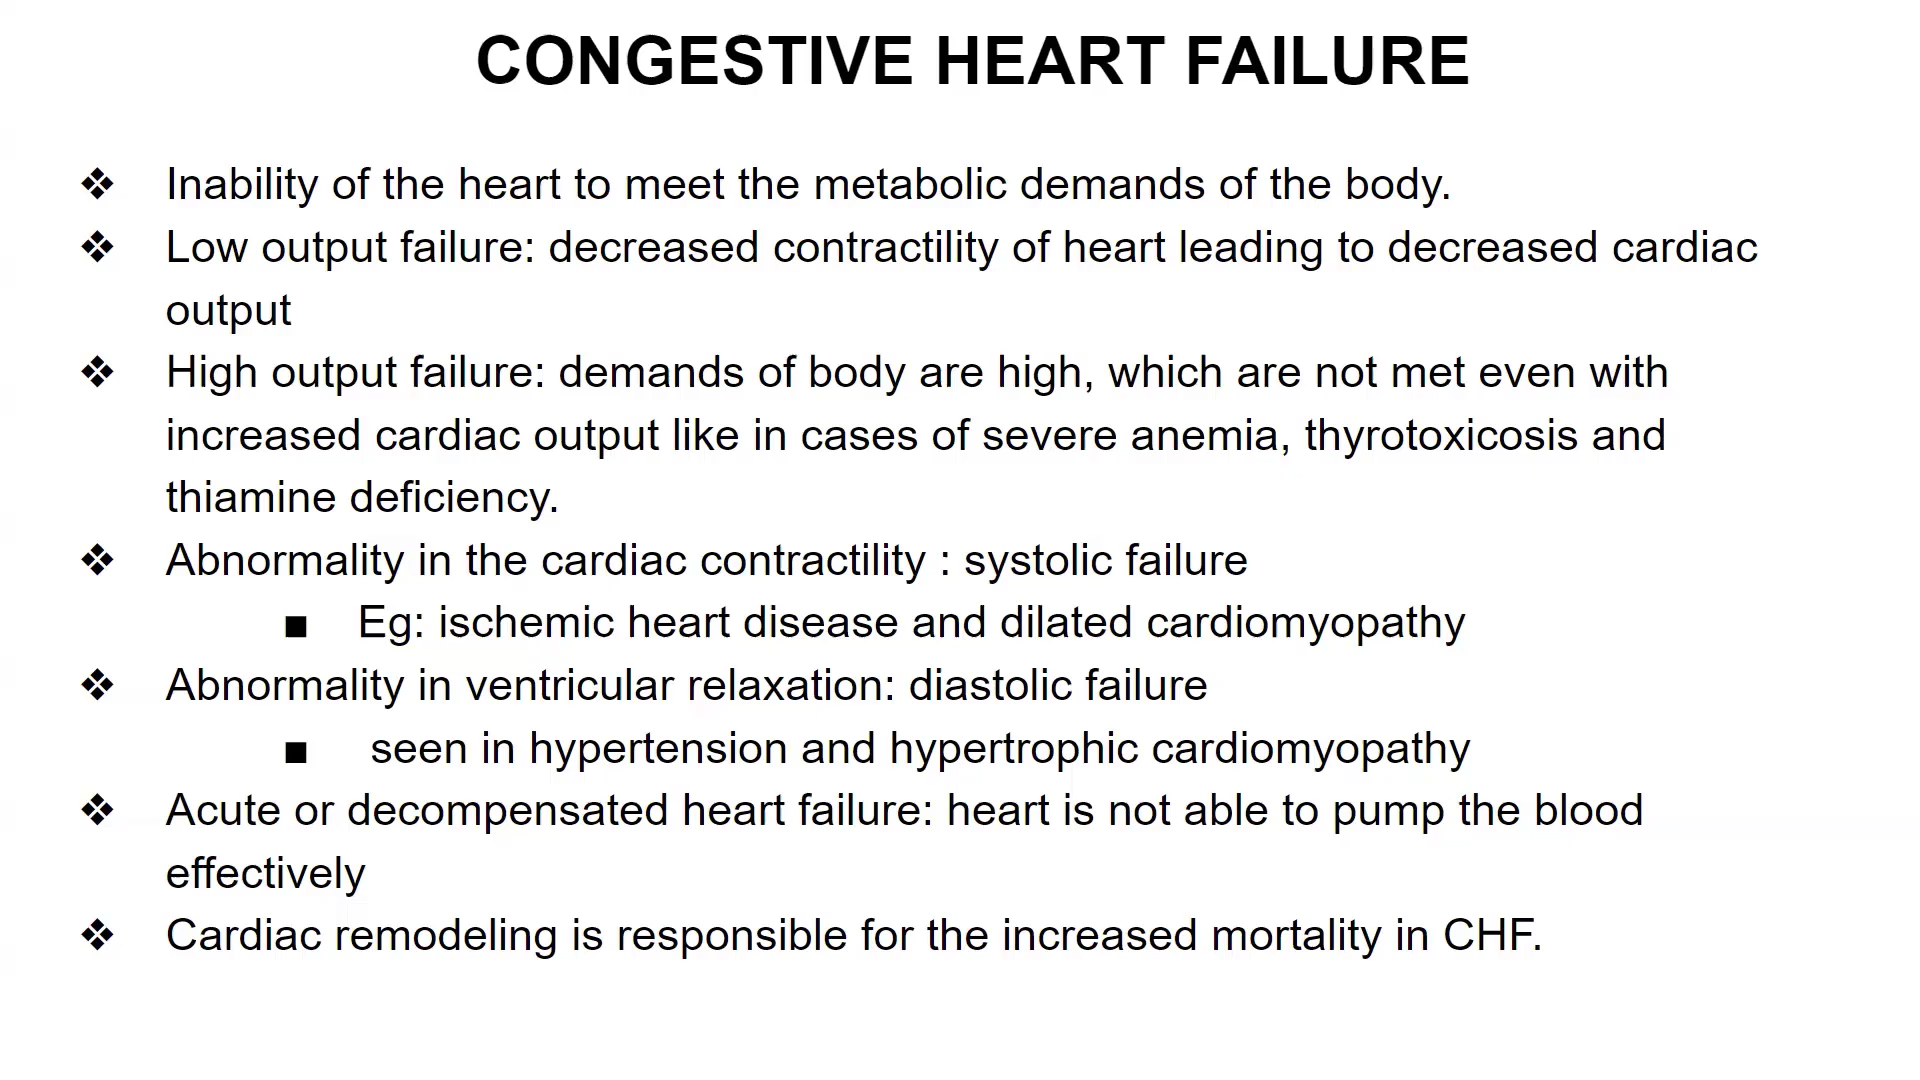 CONGESTIVE HEART FAILURE
❖ Inability of the heart to meet the metabolic demands of the body.
❖ Low output failure: decreased contractility of heart leading to decreased cardiac
output
❖ High output failure: demands of body are high, which are not met even with
increased cardiac output like in cases of severe anemia, thyrotoxicosis and
thiamine deficiency.
❖ Abnormality in the cardiac contractility : systolic failure
■ Eg: ischemic heart disease and dilated cardiomyopathy
❖ Abnormality in ventricular relaxation: diastolic failure
■ seen in hypertension and hypertrophic cardiomyopathy
❖ Acute or decompensated heart failure: heart is not able to pump the blood
effectively
❖ Cardiac remodeling is responsible for the increased mortality in CHF.